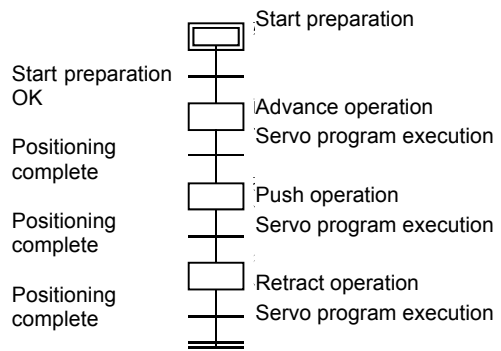 Start preparation
Start preparation
OK
Advance operation
Servo program execution
Positioning
complete
Push operation
Servo program execution
Positioning
complete
Retract operation
Servo program execution
Positioning
complete